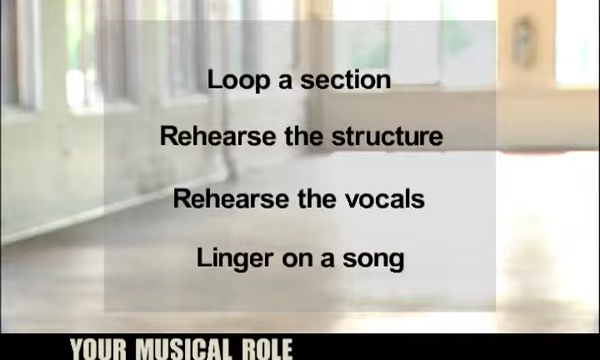 Loop a section
Rehearse the structure
Rehearse the vocals
Linger on a song
YOUR MUSICAL ROLE